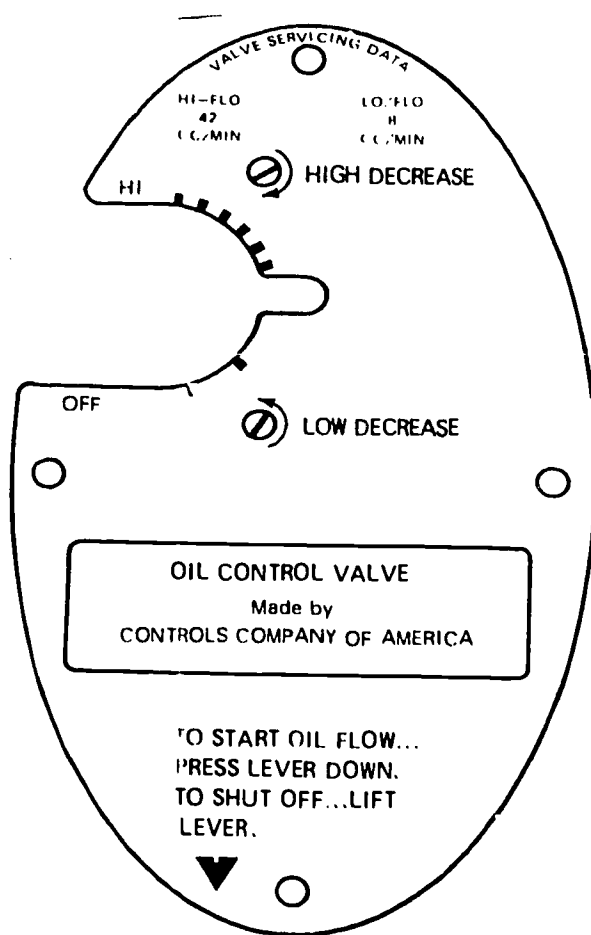 VALVE SERVICING DATA
HI-FLO
42
CC/MIN
LO-FLO
8
CC/MIN
HI
HIGH DECREASE
OFF
LOW DECREASE
OIL CONTROL VALVE
Made by
CONTROLS COMPANY OF AMERICA
TO START OIL FLOW...
PRESS LEVER DOWN.
TO SHUT OFF...LIFT
LEVER.